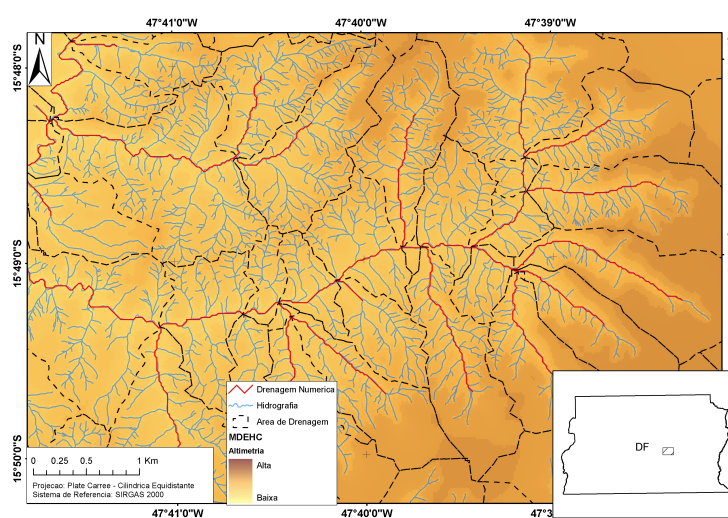 47°41'0"W 47°40'0"W 47°39'0"W
N
15°48'0"S
15°49'0"S
15°50'0"S
Drenagem Numerica
Hidrografia
Area de Drenagem
MDEHC
Altimetria
Alta
Baixa
0 0.25 0.5 1 Km
Projecao: Plate Carree - Cilindrica Equidistante
Sistema de Referencia: SIRGAS 2000
DF
47°41'0"W 47°40'0"W 47°3